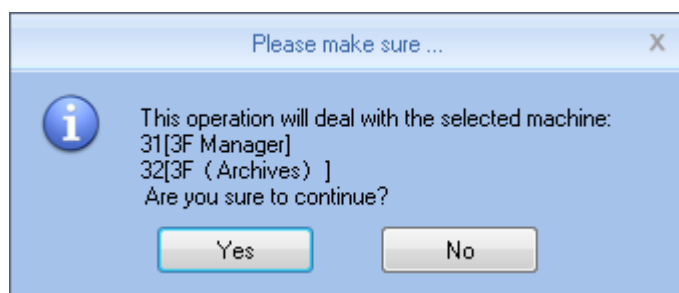 Please make sure ...
X
This operation will deal with the selected machine:
31[3F Manager]
32[3F（Archives）]
Are you sure to continue?
Yes
No